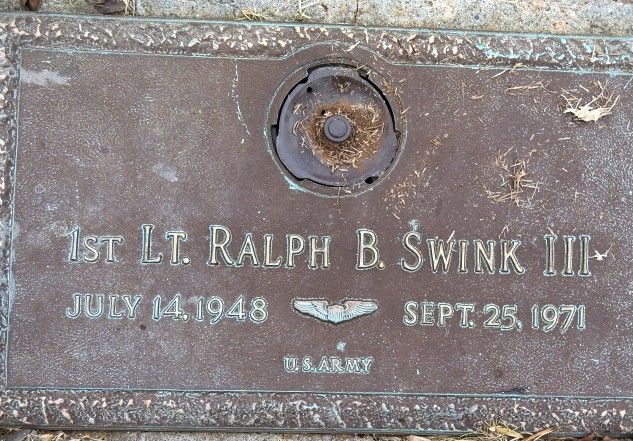 1ST LT. RALPH B. SWINK III
JULY 14, 1948 SEPT. 25, 1971
U.S. ARMY